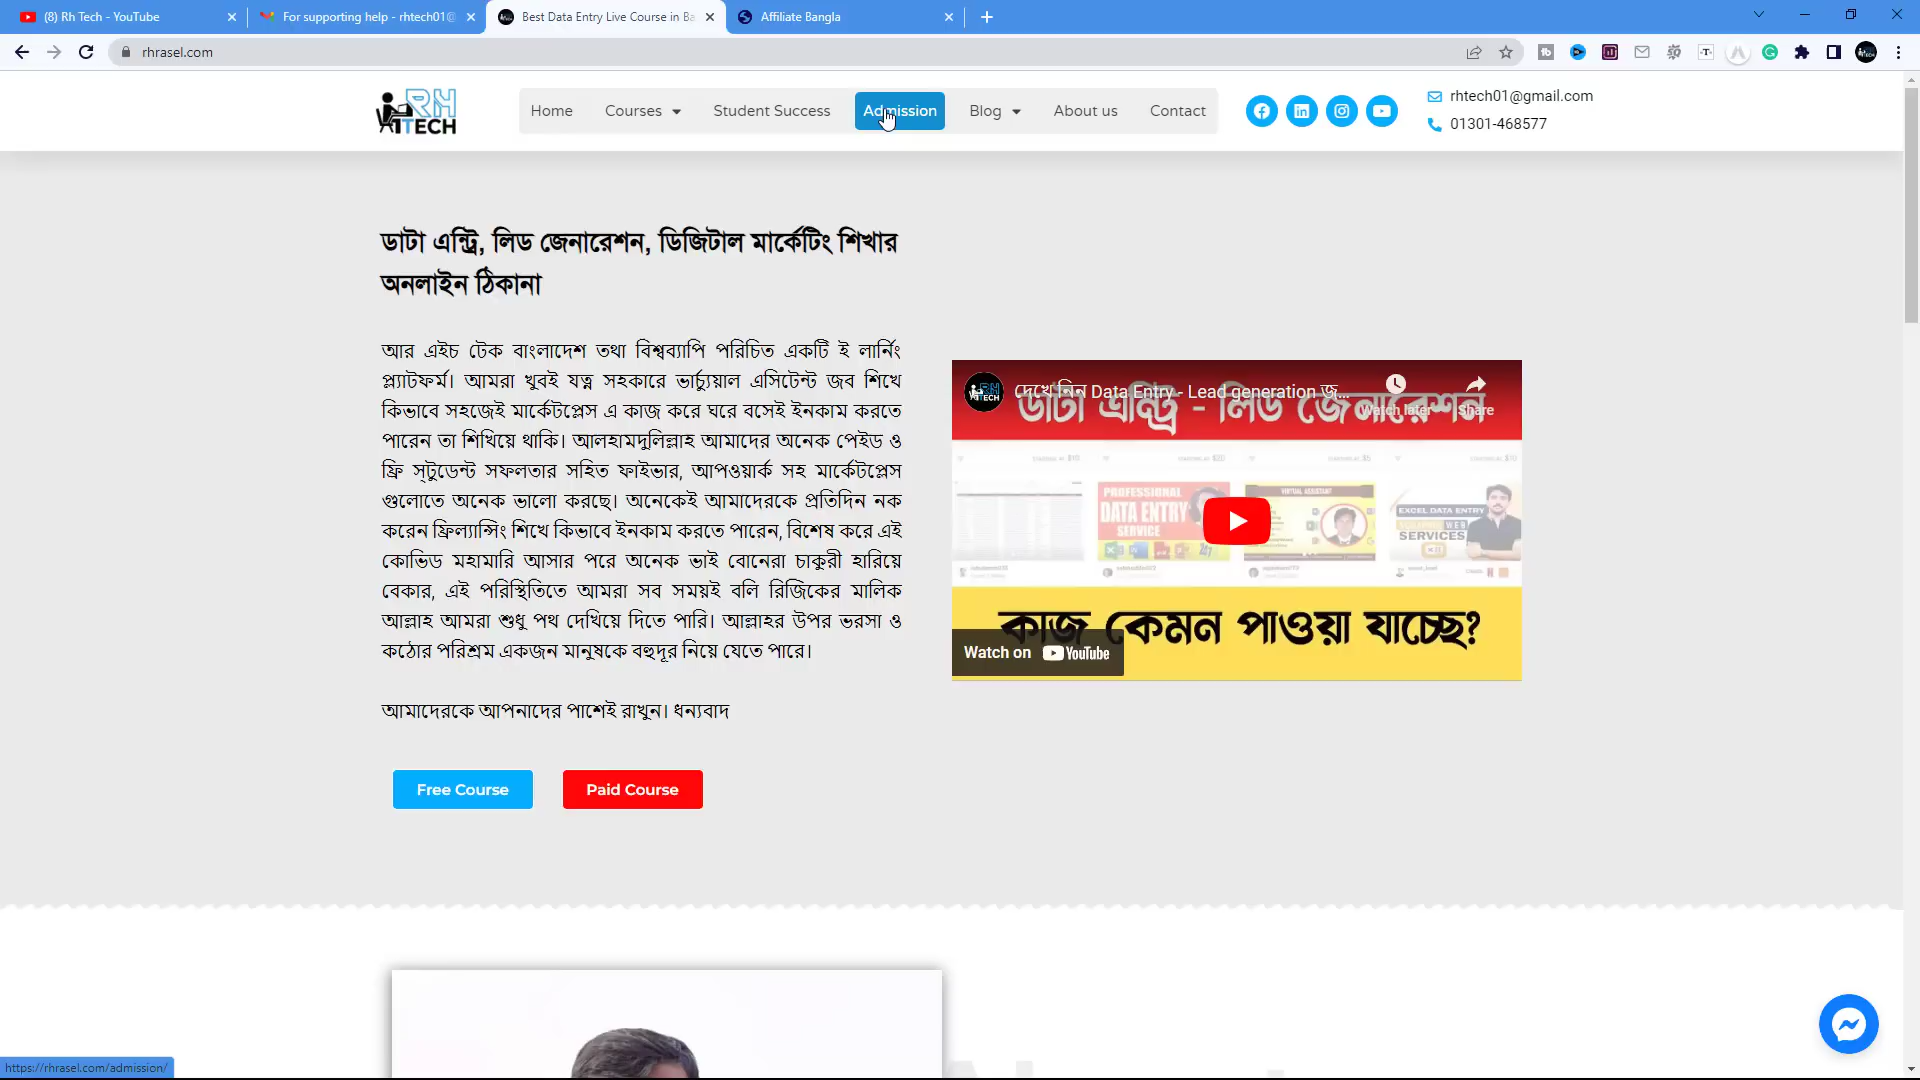 (8) Rh Tech - YouTube
For supporting help - rhtech01@
Best Data Entry Live Course in Ba
Affiliate Bangla
rhrasel.com
RH TECH
Home
Courses
Student Success
Admission
Blog
About us
Contact
rhtech01@gmail.com
01301-468577
ডাটা এন্ট্রি, লিড জেনারেশন, ডিজিটাল মার্কেটিং শিখার
অনলাইন ঠিকানা
আর এইচ টেক বাংলাদেশ তথা বিশ্বব্যাপি পরিচিত একটি ই লার্নিং
প্ল্যাটফর্ম। আমরা খুবই যত্ন সহকারে ভার্চ্যুয়াল এসিটেন্ট জব শিখে
কিভাবে সহজেই মার্কেটপ্লেস এ কাজ করে ঘরে বসেই ইনকাম করতে
পারেন তা শিখিয়ে থাকি। আলহামদুলিল্লাহ আমাদের অনেক পেইড ও
ফ্রি স্টুডেন্ট সফলতার সহিত ফাইভার, আপওয়ার্ক সহ মার্কেটপ্লেস
গুলোতে অনেক ভালো করছে। অনেকেই আমাদেরকে প্রতিদিন নক
করেন ফ্রিল্যান্সিং শিখে কিভাবে ইনকাম করতে পারেন, বিশেষ করে এই
কোভিড মহামারি আসার পরে অনেক ভাই বোনেরা চাকুরী হারিয়ে
বেকার, এই পরিস্থিতিতে আমরা সব সময়ই বলি রিজিকের মালিক
আল্লাহ আমরা শুধু পথ দেখিয়ে দিতে পারি। আল্লাহর উপর ভরসা ও
কঠোর পরিশ্রম একজন মানুষকে বহুদূর নিয়ে যেতে পারে।
আমাদেরকে আপনাদের পাশেই রাখুন। ধন্যবাদ
Free Course
Paid Course
দেখে নিন Data Entry - Lead generation জ...
Watch later
Share
ডাটা এন্ট্রি - লিড জেনারেশন
PROFESSIONAL
DATA ENTRY
SERVICE
VIRTUAL ASSISTANT
EXCEL DATA ENTRY
WEB
SERVICES
কাজ কেমন পাওয়া যাচ্ছে?
Watch on YouTube
https://rhrasel.com/admission/